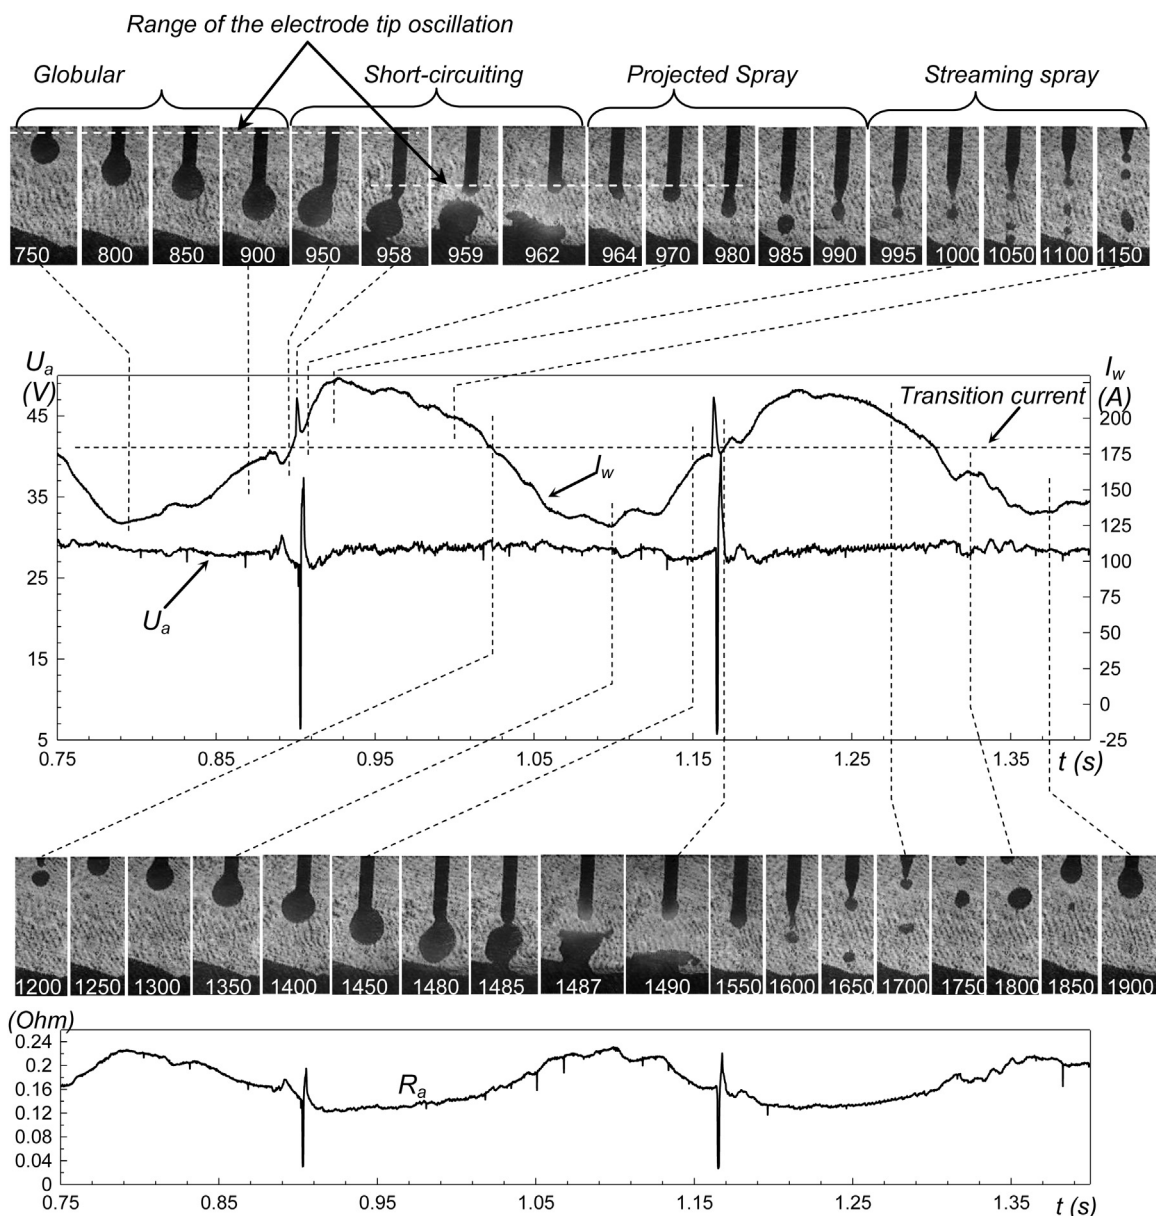 Range of the electrode tip oscillation
Globular Short-circuiting Projected Spray Streaming spray
750 800 850 900 950 958 959 962 964 970 980 985 990 995 1000 1050 1100 1150
Uₐ
(V)
I_w
(A)
Transition current
45 200
175
I_w
35 150
125
100
25
75
Uₐ
50
15 25
0
5 -25
0.75 0.85 0.95 1.05 1.15 1.25 1.35 t (s)
1200 1250 1300 1350 1400 1450 1480 1485 1487 1490 1550 1600 1650 1700 1750 1800 1850 1900
(Ohm)
0.24
0.2
0.16
Rₐ
0.12
0.08
0.04
0
0.75 0.85 0.95 1.05 1.15 1.25 1.35 t (s)